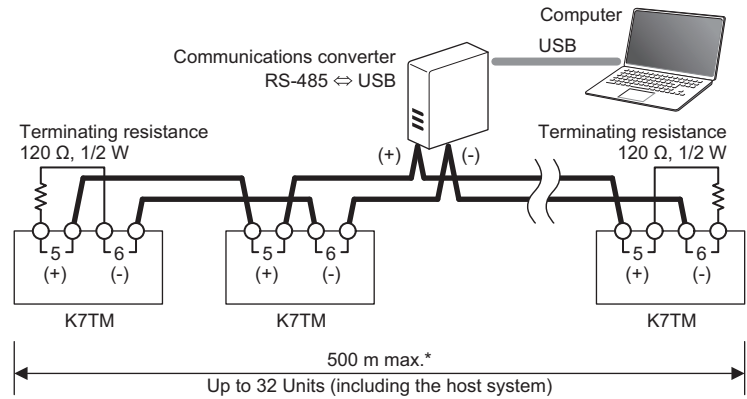 Computer
USB
Communications converter
RS-485 ⇔ USB
Terminating resistance
120 Ω, 1/2 W
Terminating resistance
120 Ω, 1/2 W
(+)
(-)
5
(+)
6
(-)
5
(+)
6
(-)
5
(+)
6
(-)
K7TM
K7TM
K7TM
500 m max.*
Up to 32 Units (including the host system)